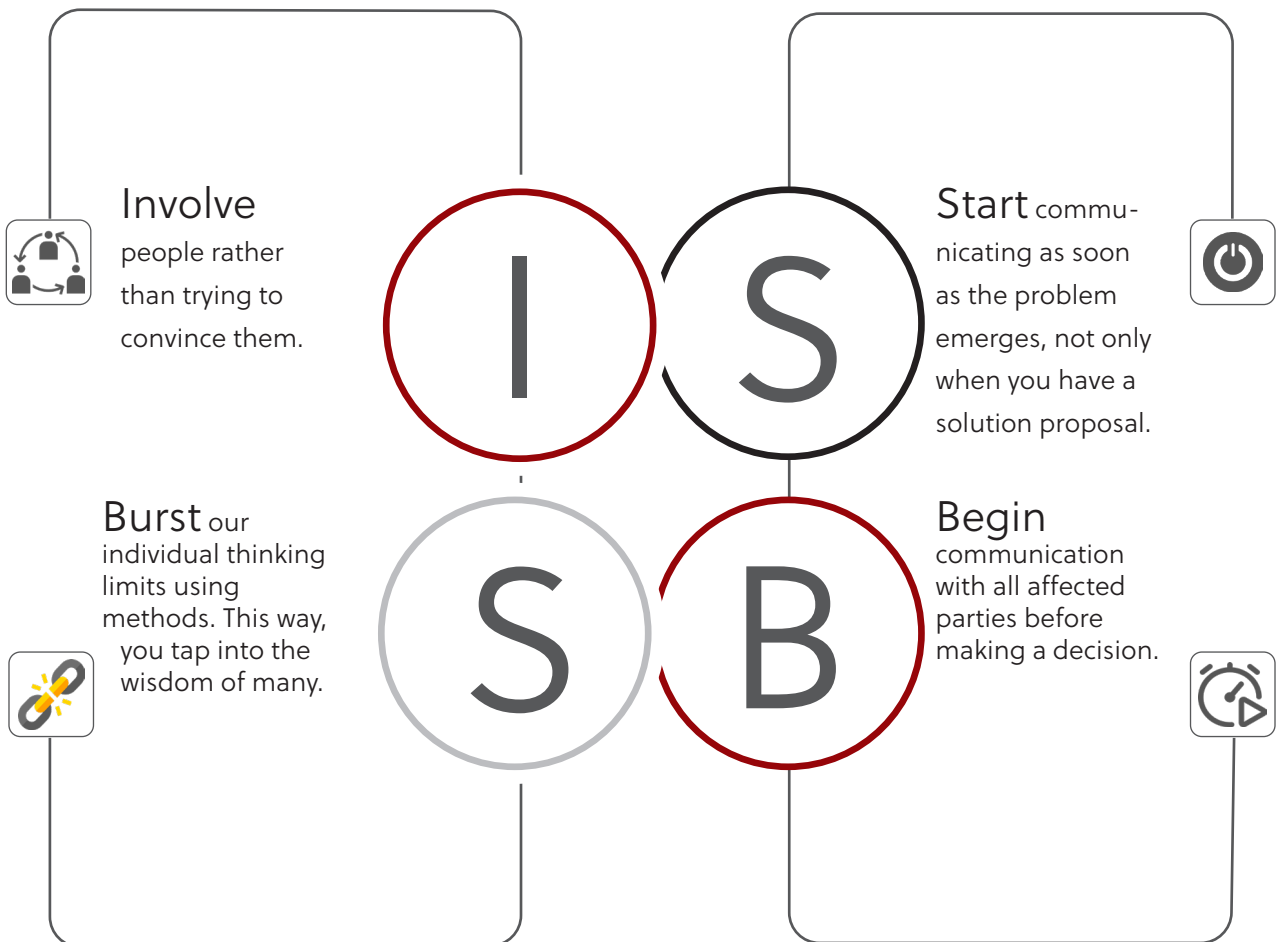 Involve
people rather
than trying to
convince them.
I
S
Start commu-
nicating as soon
as the problem
emerges, not only
when you have a
solution proposal.
Burst our
individual thinking
limits using
methods. This way,
you tap into the
wisdom of many.
S
B
Begin
communication
with all affected
parties before
making a decision.